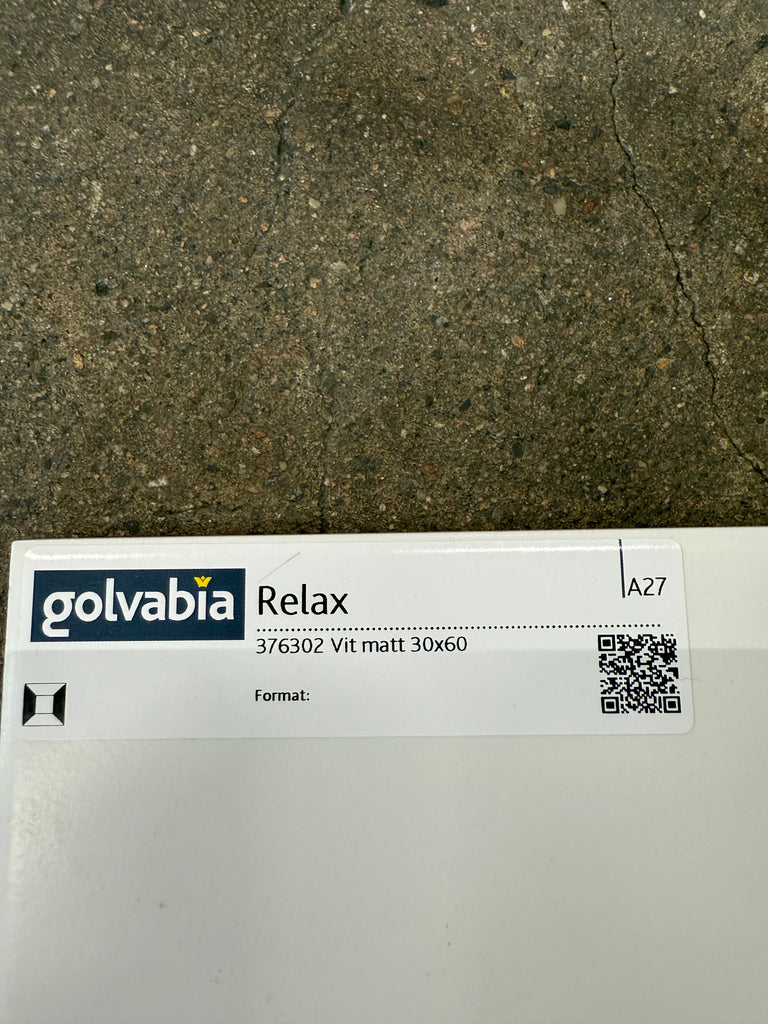 golvabia
Relax
A27
376302 Vit matt 30x60
Format: